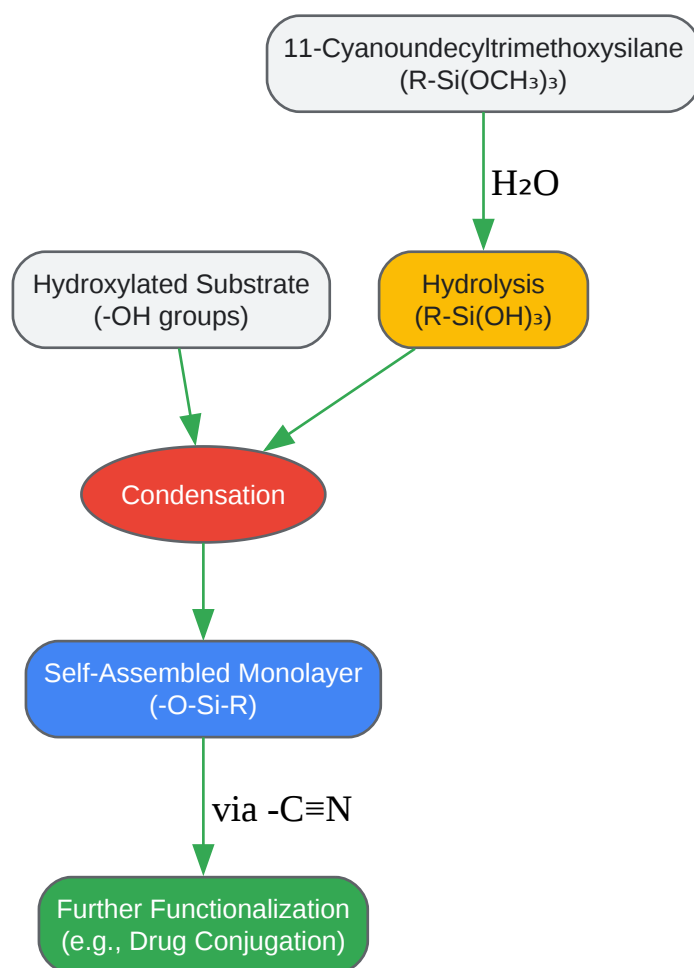 11-Cyanoundecyltrimethoxysilane
(R-Si(OCH₃)₃)
H₂O
Hydroxylated Substrate
(-OH groups)
Hydrolysis
(R-Si(OH)₃)
Condensation
Self-Assembled Monolayer
(-O-Si-R)
via -C≡N
Further Functionalization
(e.g., Drug Conjugation)